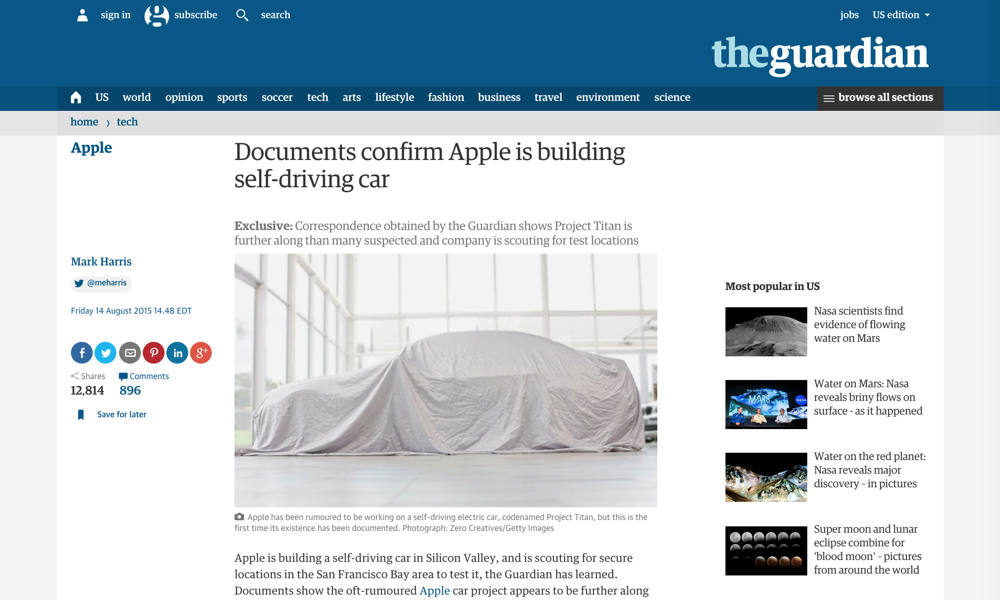 sign in
subscribe
search
jobs
US edition
theguardian
US world opinion sports soccer tech arts lifestyle fashion business travel environment science
browse all sections
home › tech
Apple
Documents confirm Apple is building
self-driving car
Exclusive: Correspondence obtained by the Guardian shows Project Titan is
further along than many suspected and company is scouting for test locations
Mark Harris
@meharris
Friday 14 August 2015 14.48 EDT
Shares
12,814
Comments
896
Save for later
Apple has been rumoured to be working on a self-driving electric car, codenamed Project Titan, but this is the
first time its existence has been documented. Photograph: Zero Creatives/Getty Images
Apple is building a self-driving car in Silicon Valley, and is scouting for secure
locations in the San Francisco Bay area to test it, the Guardian has learned.
Documents show the oft-rumoured Apple car project appears to be further along
Most popular in US
Nasa scientists find
evidence of flowing
water on Mars
The Saline Slopes
of
MARS
NASA
Water on Mars: Nasa
reveals briny flows on
surface - as it happened
Water on the red planet:
Nasa reveals major
discovery – in pictures
Super moon and lunar
eclipse combine for
'blood moon' – pictures
from around the world